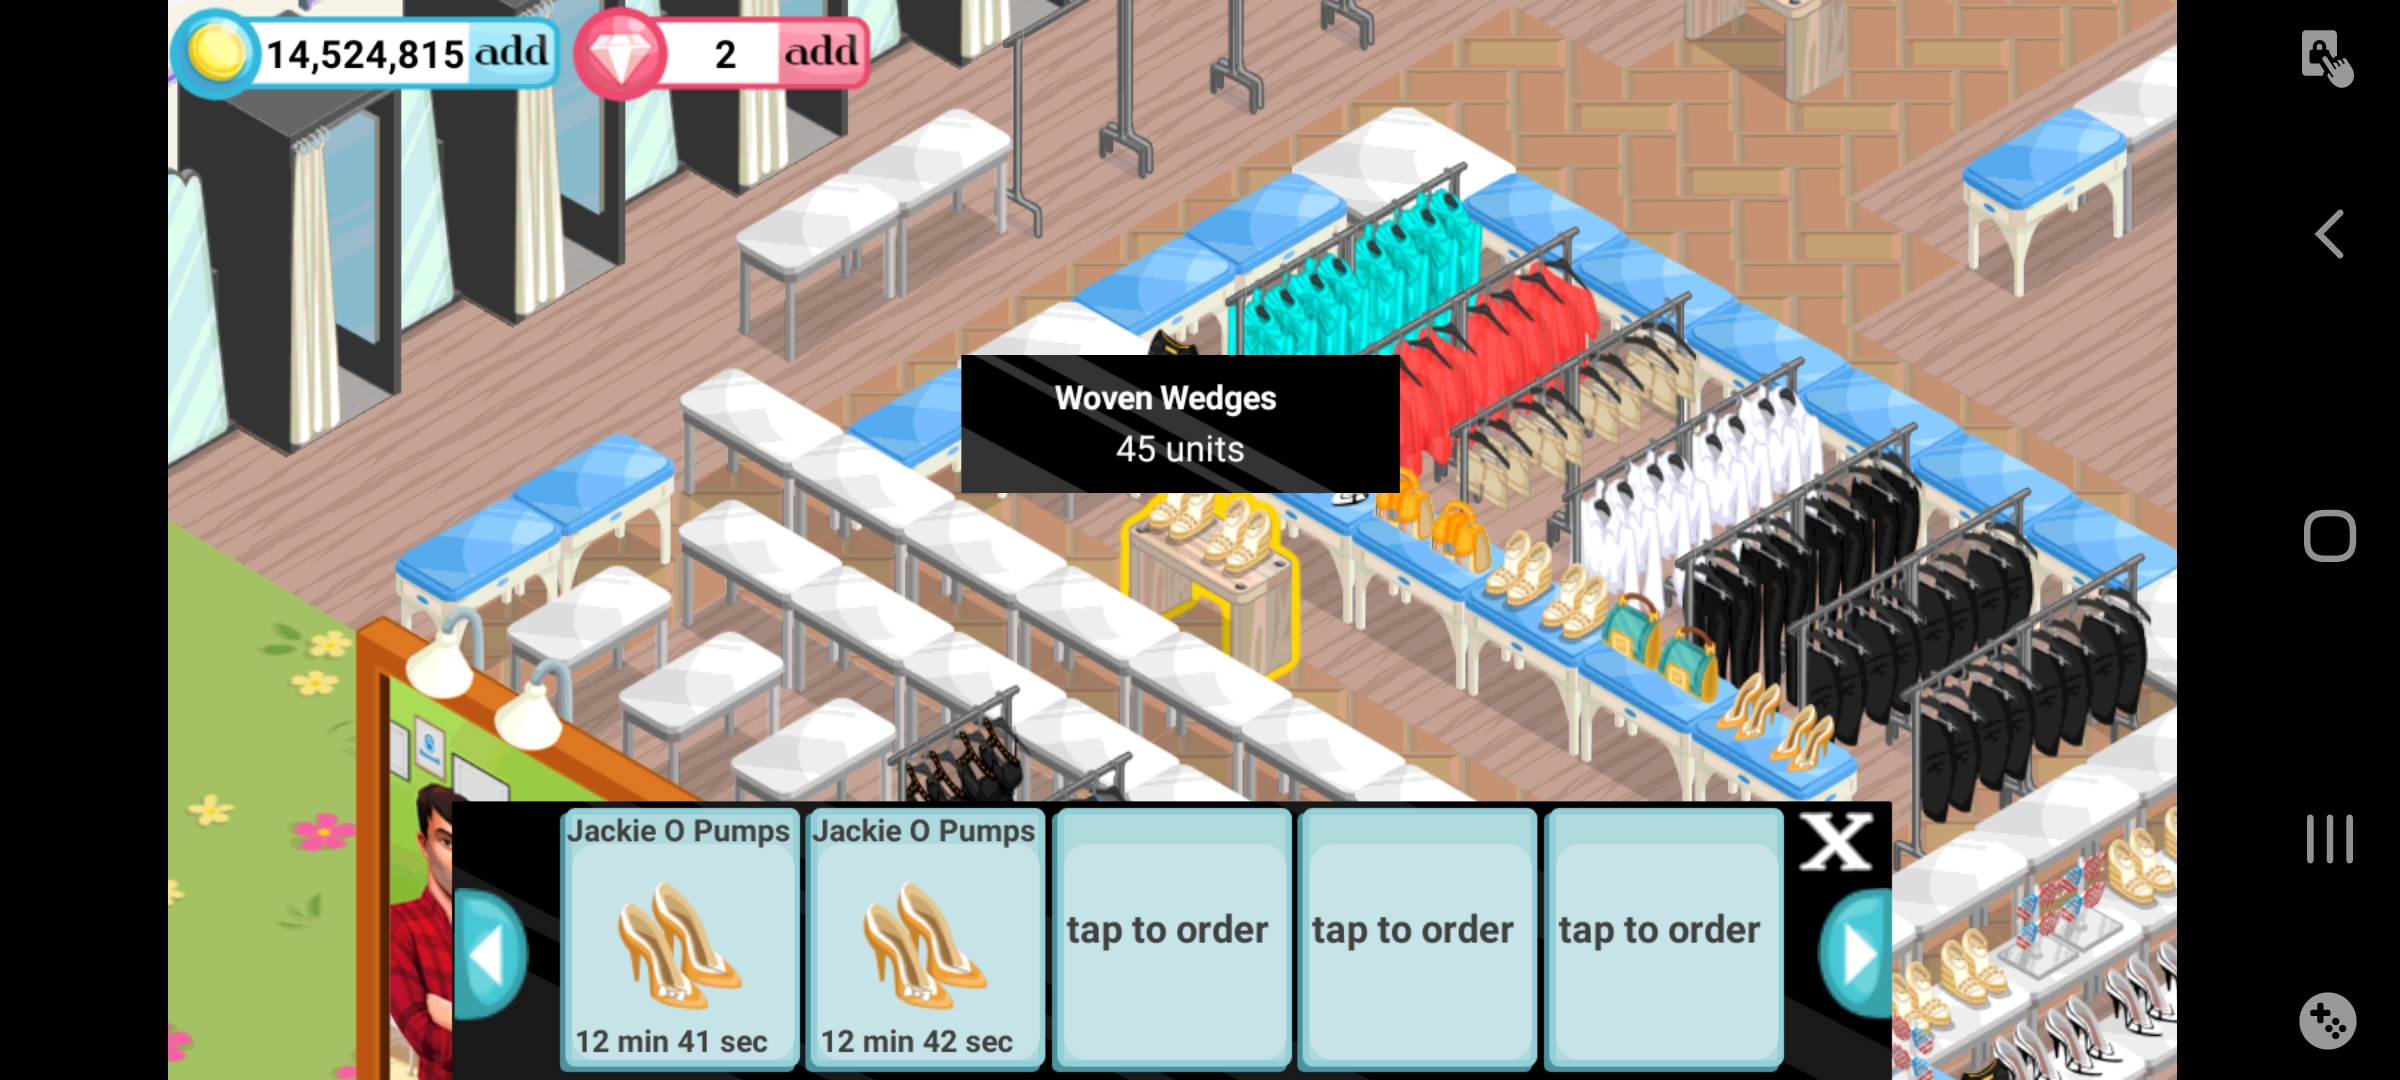 14,524,815 add
2 add
Woven Wedges
45 units
Jackie O Pumps
12 min 41 sec
Jackie O Pumps
12 min 42 sec
tap to order
tap to order
tap to order
X